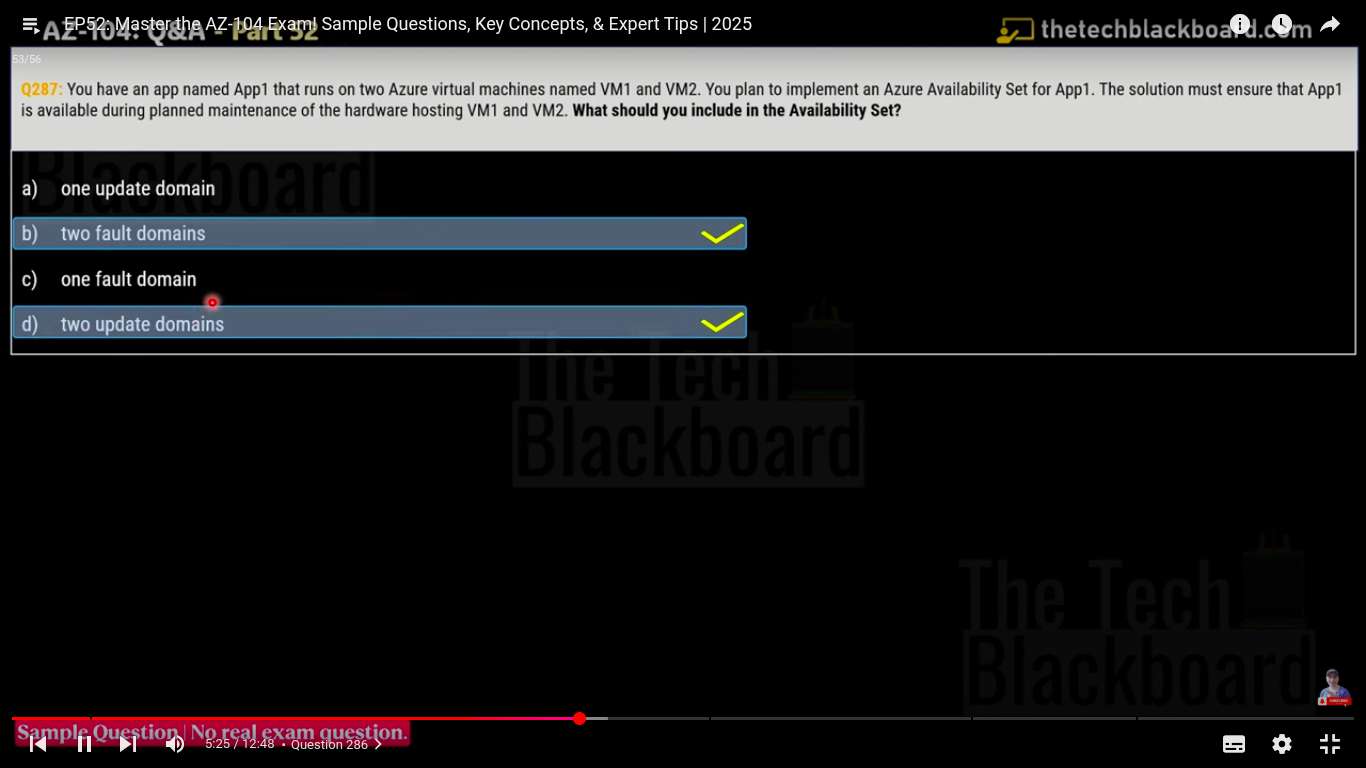 EP52: Master the AZ-104 Exam! Sample Questions, Key Concepts, & Expert Tips | 2025
AZ-104: Q&A - Part 52
thetechblackboard.com
53/56
Q287: You have an app named App1 that runs on two Azure virtual machines named VM1 and VM2. You plan to implement an Azure Availability Set for App1. The solution must ensure that App1
is available during planned maintenance of the hardware hosting VM1 and VM2. What should you include in the Availability Set?
Blackboard
a) one update domain
b) two fault domains
c) one fault domain
d) two update domains
The Tech
Blackboard
The Tech
Blackboard
Sample Question | No real exam question.
5:25 / 12:48 • Question 286